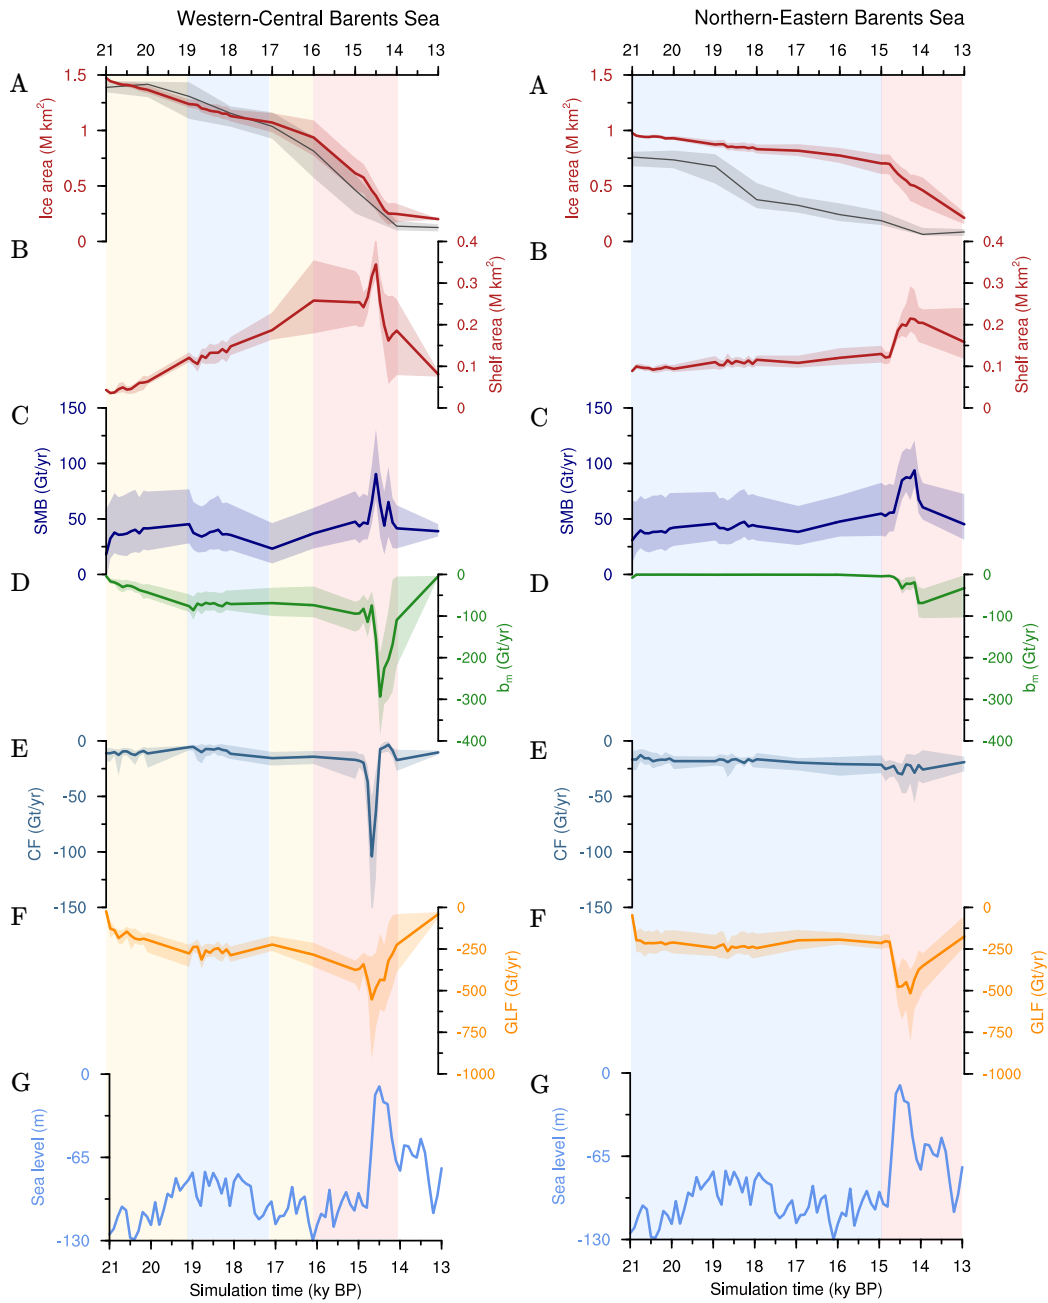 Western-Central Barents Sea
Northern-Eastern Barents Sea
21 20 19 18 17 16 15 14 13
21 20 19 18 17 16 15 14 13
A
Ice area (M km²)
1.5
1
0.5
0
A
Ice area (M km²)
1.5
1
0.5
0
B
0.4
0.3
0.2
0.1
0
Shelf area (M km²)
B
0.4
0.3
0.2
0.1
0
Shelf area (M km²)
C
SMB (Gt/yr)
150
100
50
0
C
SMB (Gt/yr)
150
100
50
0
D
0
-100
-200
-300
-400
bm (Gt/yr)
D
0
-100
-200
-300
-400
bm (Gt/yr)
E
CF (Gt/yr)
0
-50
-100
-150
E
CF (Gt/yr)
0
-50
-100
-150
F
0
-250
-500
-750
-1000
GLF (Gt/yr)
F
0
-250
-500
-750
-1000
GLF (Gt/yr)
G
Sea level (m)
0
-65
-130
G
Sea level (m)
0
-65
-130
21 20 19 18 17 16 15 14 13
21 20 19 18 17 16 15 14 13
Simulation time (ky BP)
Simulation time (ky BP)